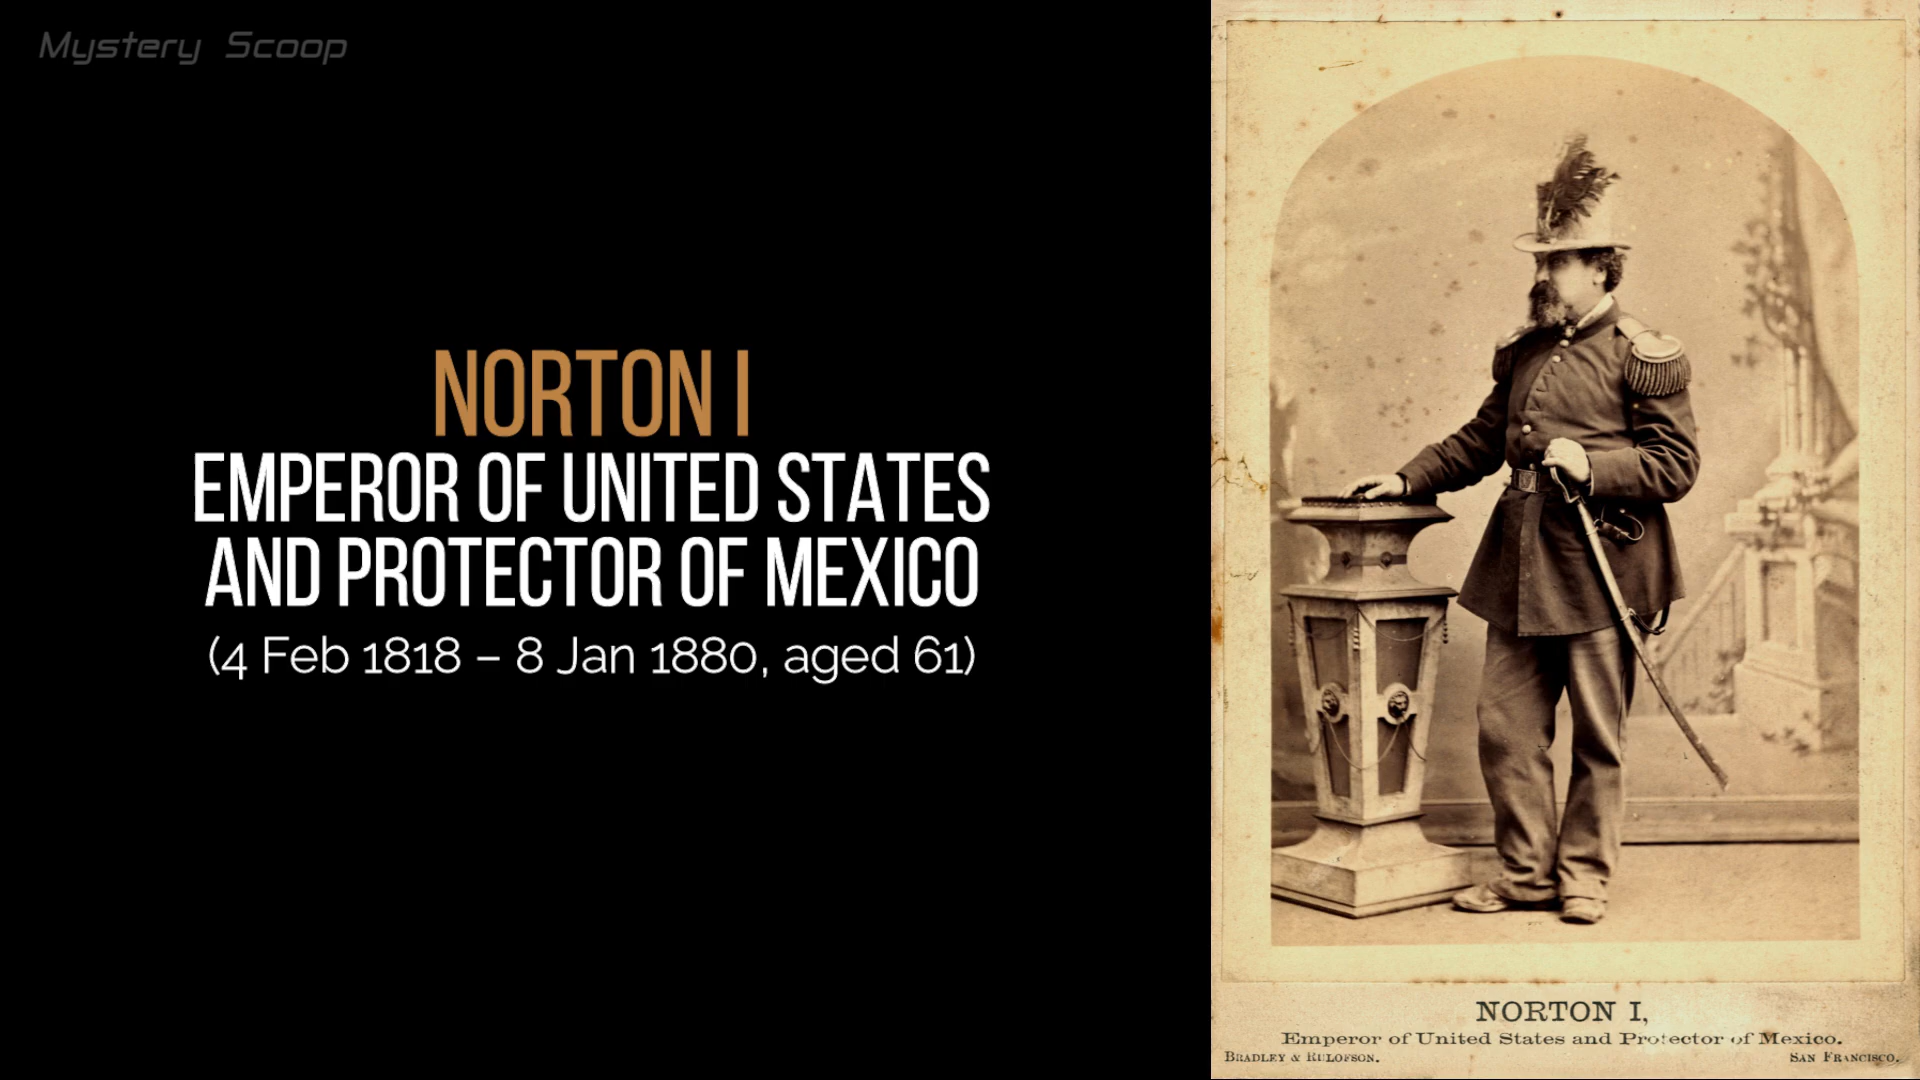 Mystery Scoop
NORTON I
EMPEROR OF UNITED STATES
AND PROTECTOR OF MEXICO
(4 Feb 1818 – 8 Jan 1880, aged 61)
NORTON I,
Emperor of United States and Protector of Mexico.
BRADLEY & RULOFSON. SAN FRANCISCO.